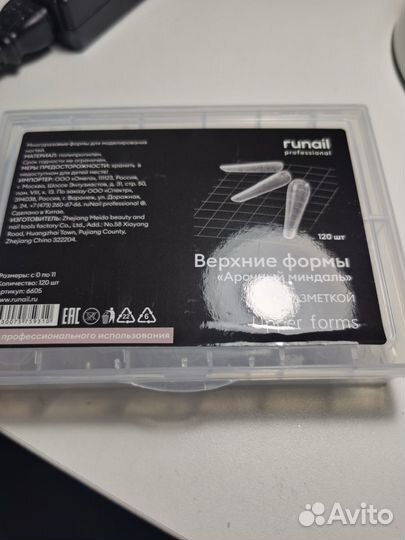 Многоразовые формы для моделирования
ногтей.
МАТЕРИАЛ: полипропилен.
Срок годности не ограничен.
МЕРЫ ПРЕДОСТОРОЖНОСТИ: хранить в
недоступном для детей месте!
ИМПОРТЕР: ООО «Омега», 111123, Россия,
г. Москва, Шоссе Энтузиастов, д. 31, стр. 50,
пом. VIII, к. 13. По заказу ООО «Спектр»,
394038, Россия, г. Воронеж, ул. Дорожная,
д. +7(473) 260-67-66. ruNail professional ®.
Сделано в Китае.
ИЗГОТОВИТЕЛЬ: Zhejiang Meido beauty and
nail tools factory Co., Ltd., Add.: No.58 Xiayang
Road, Huangzhai Town, Pujiang County,
Zhejiang China 322204.
Размеры: с 0 по 11
Количество: 120 шт
Артикул: 6605
www.runail.ru
EAC
22
6
профессионального использования
runail
professional
120 шт
Верхние формы
«Арочный миндаль»
РАЗМЕТКОЙ
Upper forms
Avito